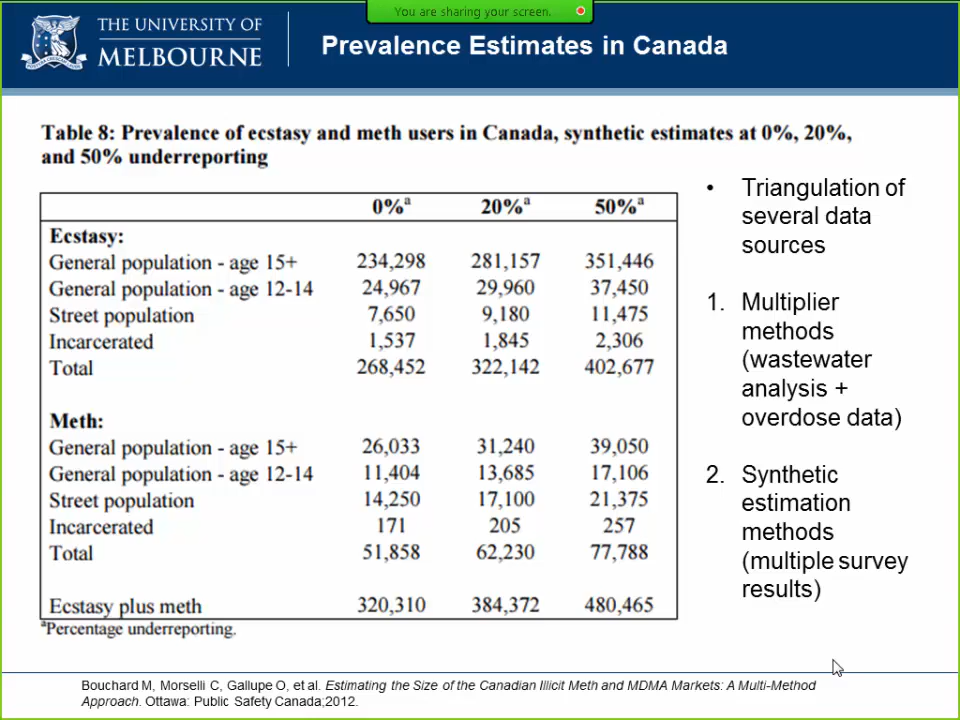 You are sharing your screen.
THE UNIVERSITY OF
MELBOURNE
Prevalence Estimates in Canada
Table 8: Prevalence of ecstasy and meth users in Canada, synthetic estimates at 0%, 20%,
and 50% underreporting
0%a 20%a 50%a
Ecstasy:
General population - age 15+ 234,298 281,157 351,446
General population - age 12-14 24,967 29,960 37,450
Street population 7,650 9,180 11,475
Incarcerated 1,537 1,845 2,306
Total 268,452 322,142 402,677
Meth:
General population - age 15+ 26,033 31,240 39,050
General population - age 12-14 11,404 13,685 17,106
Street population 14,250 17,100 21,375
Incarcerated 171 205 257
Total 51,858 62,230 77,788
Ecstasy plus meth 320,310 384,372 480,465
aPercentage underreporting.
• Triangulation of
several data
sources
1. Multiplier
methods
(wastewater
analysis +
overdose data)
2. Synthetic
estimation
methods
(multiple survey
results)
Bouchard M, Morselli C, Gallupe O, et al. Estimating the Size of the Canadian Illicit Meth and MDMA Markets: A Multi-Method
Approach. Ottawa: Public Safety Canada;2012.